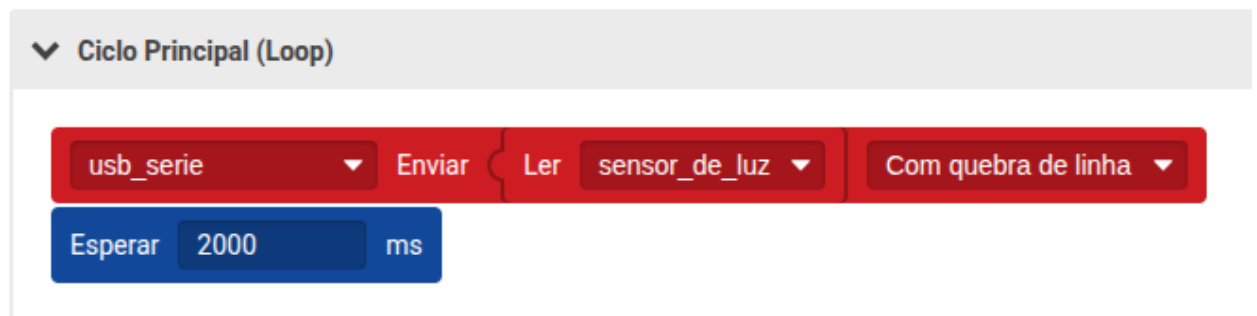 Ciclo Principal (Loop)
usb_serie Enviar Ler sensor_de_luz Com quebra de linha
Esperar 2000 ms